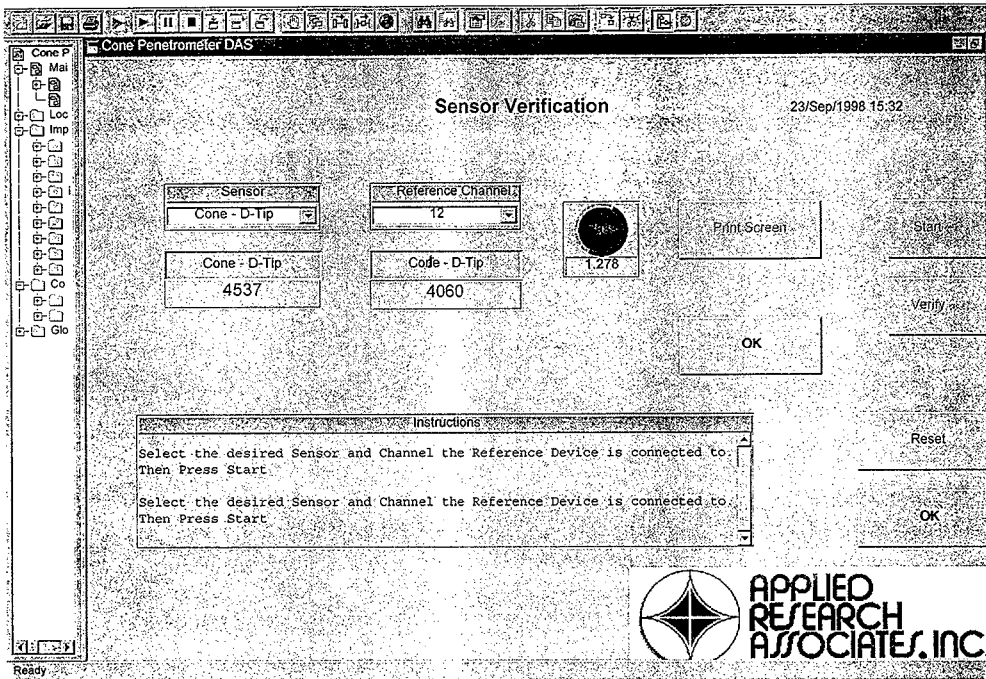 Cone Penetrometer DAS
Cone P
Mai
Loc
Imp
i
Co
Glo
Sensor Verification
23/Sep/1998 15:32
Sensor
Cone - D-Tip
Cone - D-Tip
4537
Reference Channel
12
Code - D-Tip
4060
1.278
Print Screen
OK
Start
Verify
Reset
OK
Instructions
Select the desired Sensor and Channel the Reference Device is connected to.
Then Press Start
Select the desired Sensor and Channel the Reference Device is connected to.
Then Press Start
APPLIED
RESEARCH
ASSOCIATES, INC
Ready